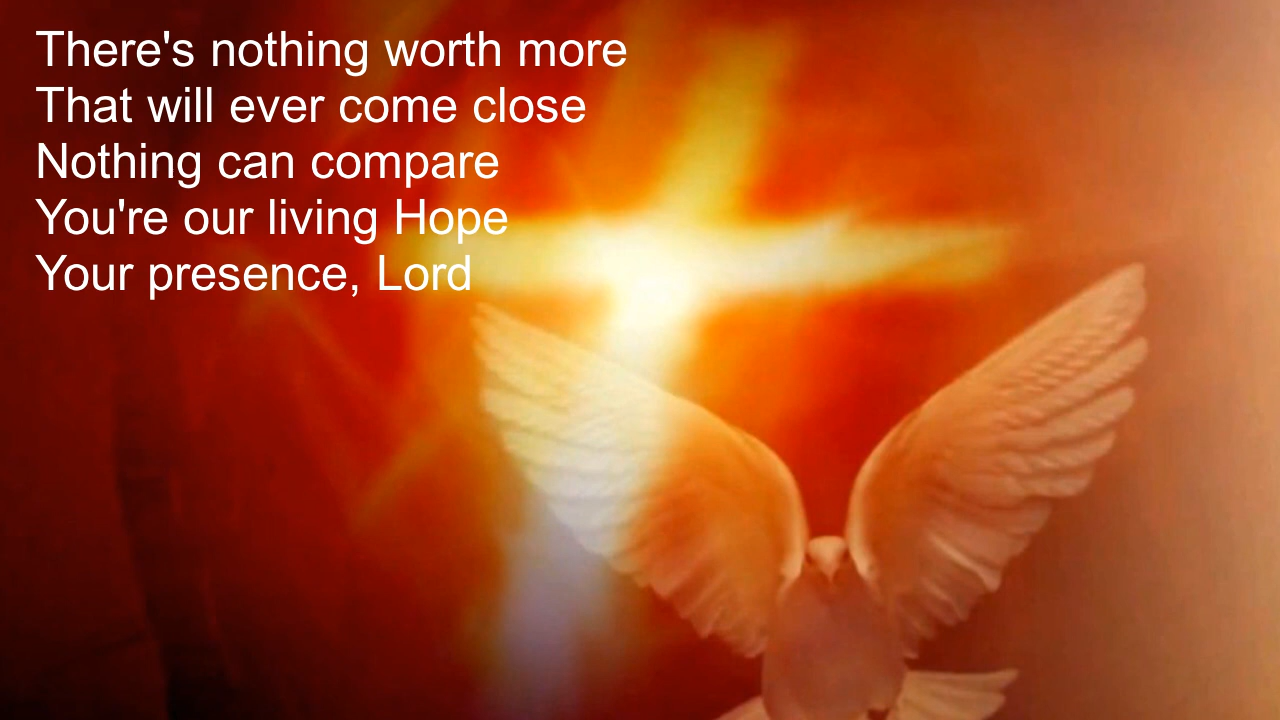 There's nothing worth more
That will ever come close
Nothing can compare
You're our living Hope
Your presence, Lord